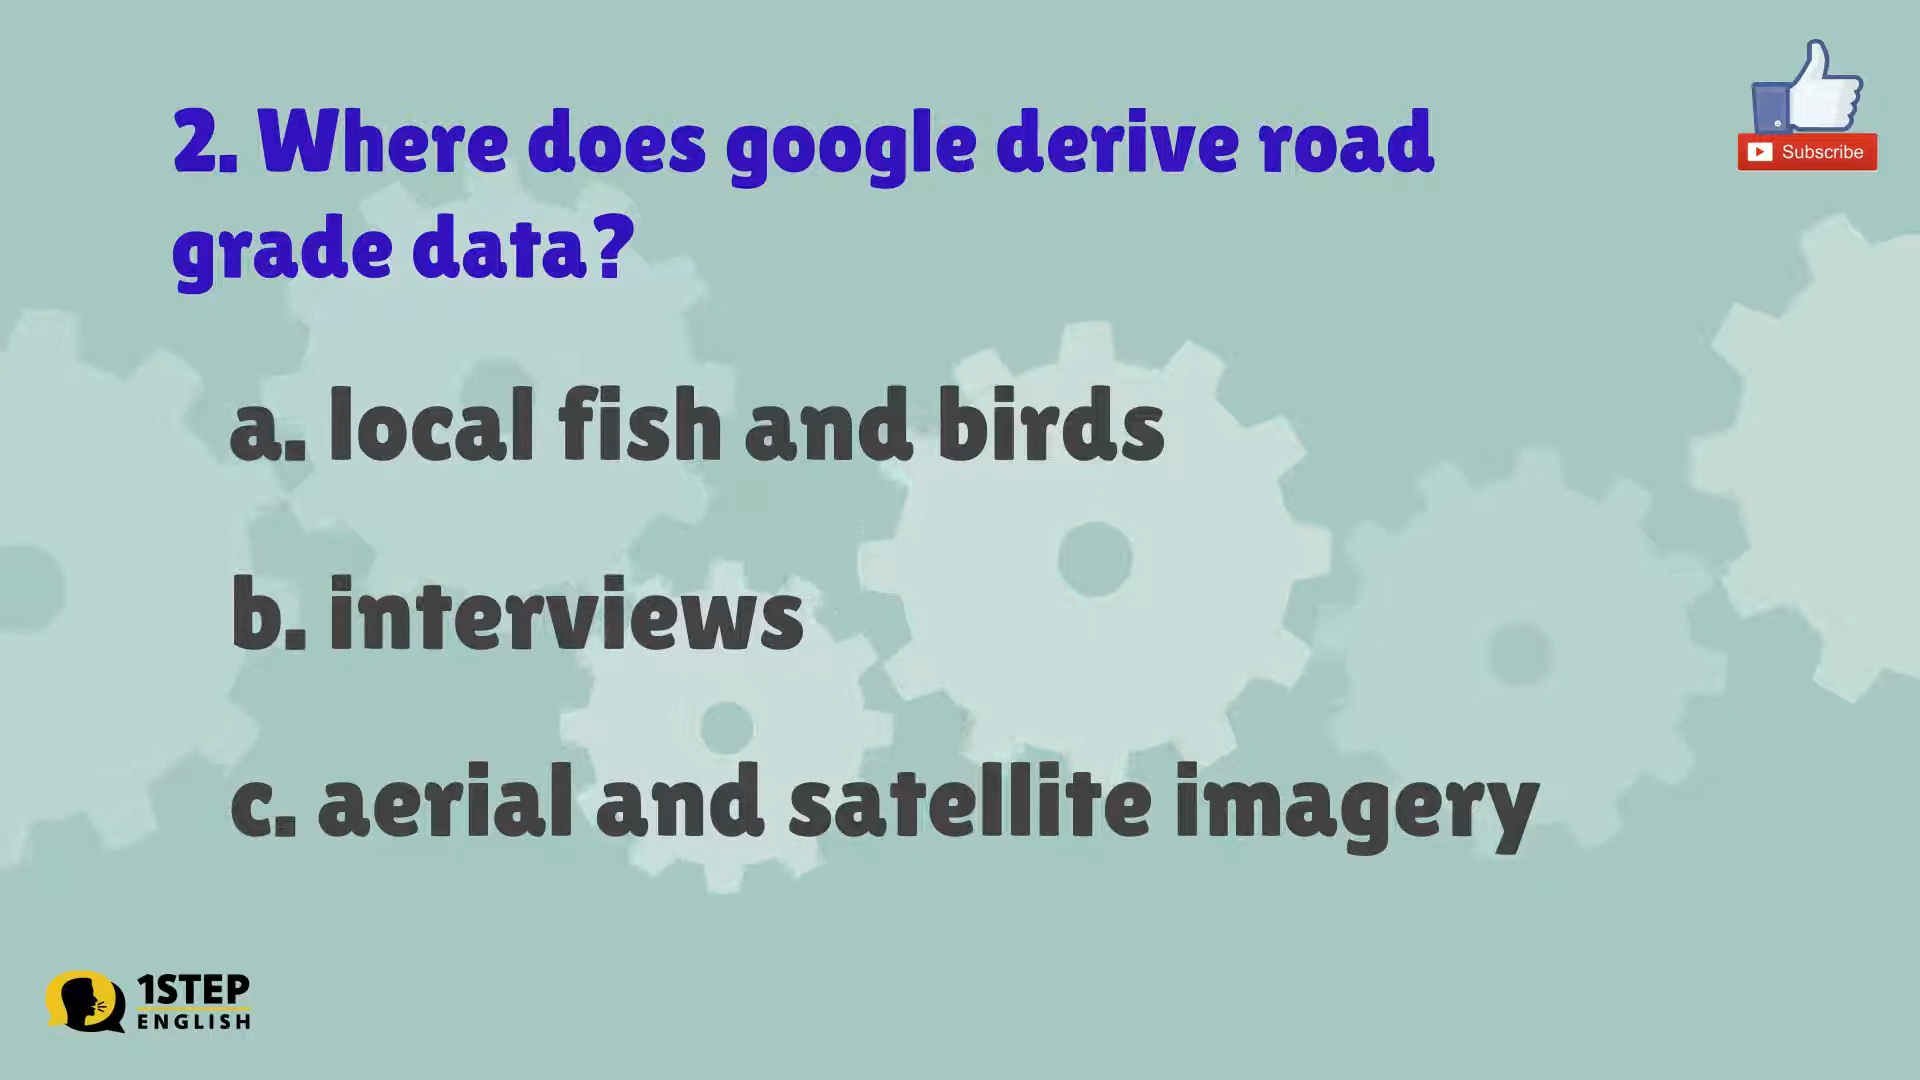 2. Where does google derive road
grade data?
Subscribe
a. local fish and birds
b. interviews
c. aerial and satellite imagery
1STEP
ENGLISH